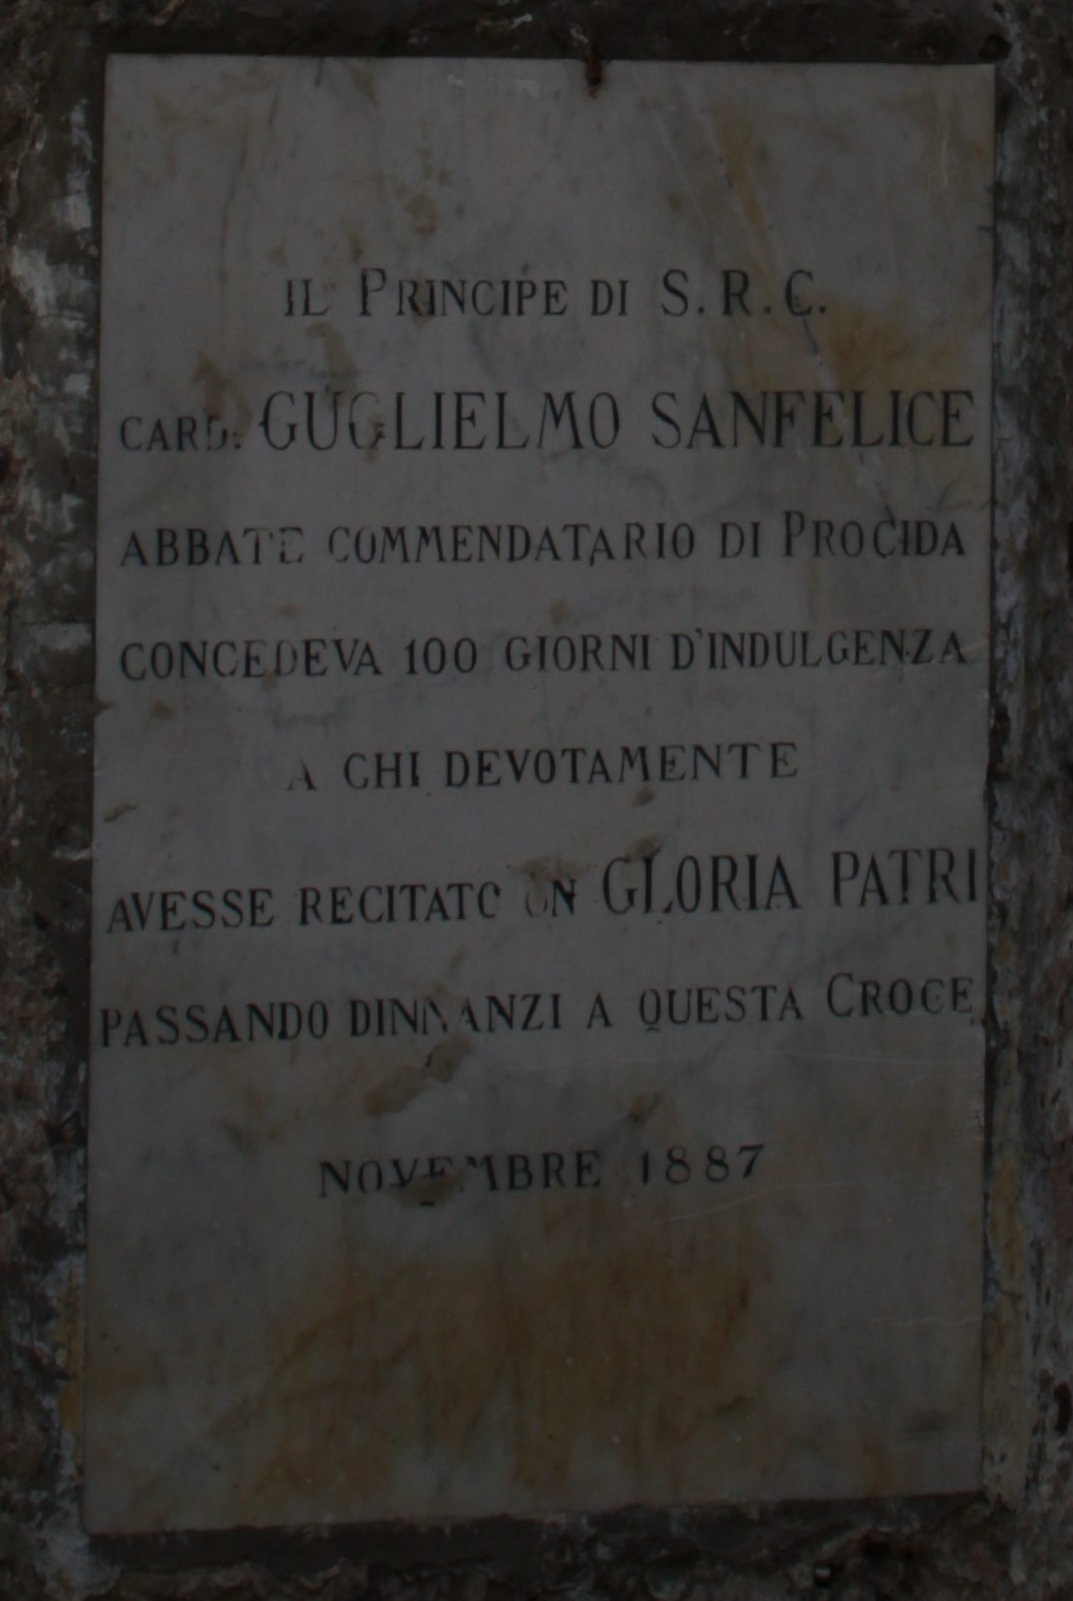 IL PRINCIPE DI S. R. C.
CARD. GUGLIELMO SANFELICE
ABBATE COMMENDATARIO DI PROCIDA
CONCEDEVA 100 GIORNI D'INDULGENZA
A CHI DEVOTAMENTE
AVESSE RECITATO UN GLORIA PATRI
PASSANDO DINNANZI A QUESTA CROCE
NOVEMBRE 1887